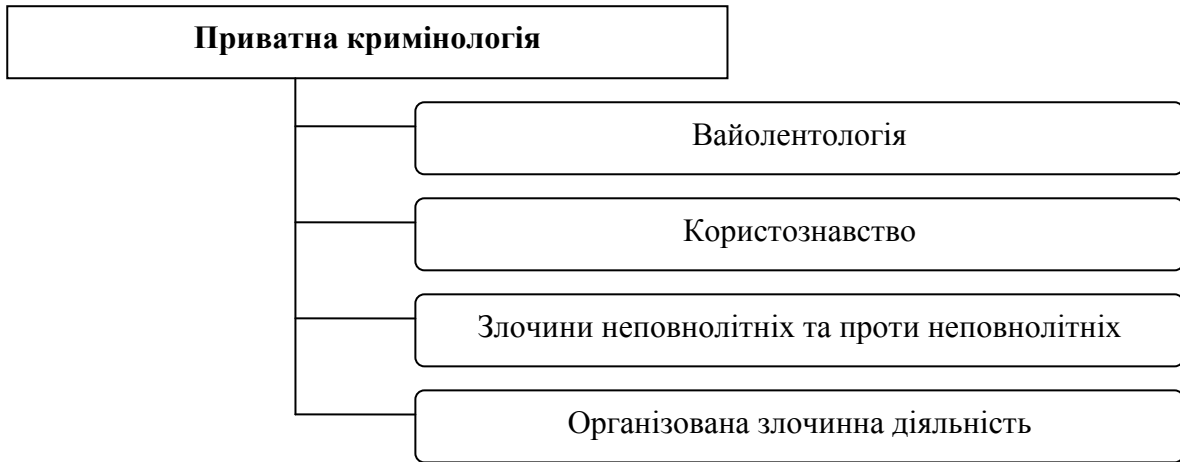 Приватна кримінологія
Вайолентологія
Користознавство
Злочини неповнолітніх та проти неповнолітніх
Організована злочинна діяльність